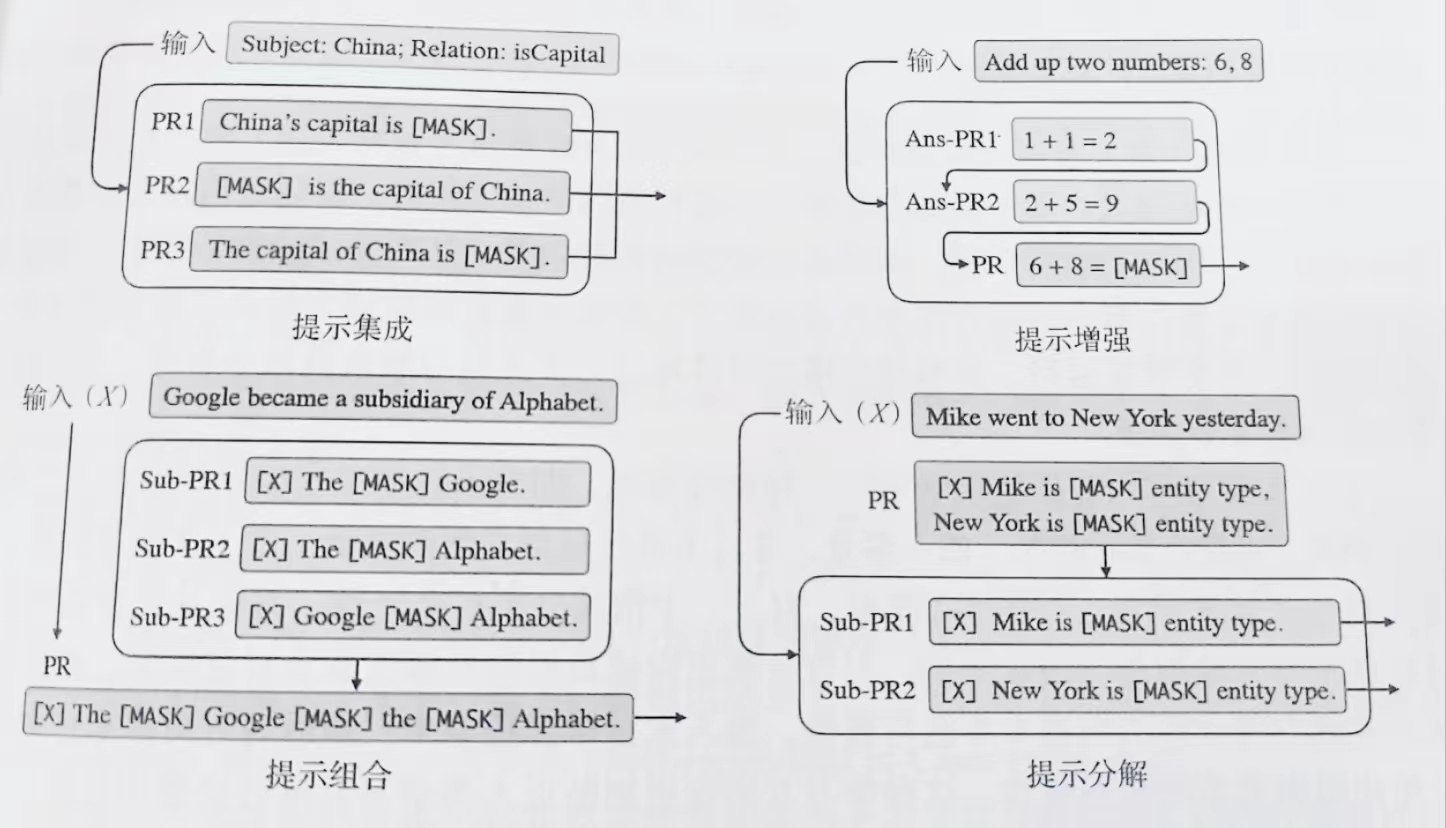 输入 Subject: China; Relation: isCapital
PR1 China's capital is [MASK].
PR2 [MASK] is the capital of China.
PR3 The capital of China is [MASK].
提示集成
输入 Add up two numbers: 6, 8
Ans-PR1 1 + 1 = 2
Ans-PR2 2 + 5 = 9
PR 6 + 8 = [MASK]
提示增强
输入 (X) Google became a subsidiary of Alphabet.
Sub-PR1 [X] The [MASK] Google.
Sub-PR2 [X] The [MASK] Alphabet.
Sub-PR3 [X] Google [MASK] Alphabet.
PR
[X] The [MASK] Google [MASK] the [MASK] Alphabet.
提示组合
输入 (X) Mike went to New York yesterday.
PR [X] Mike is [MASK] entity type,
New York is [MASK] entity type.
Sub-PR1 [X] Mike is [MASK] entity type.
Sub-PR2 [X] New York is [MASK] entity type.
提示分解